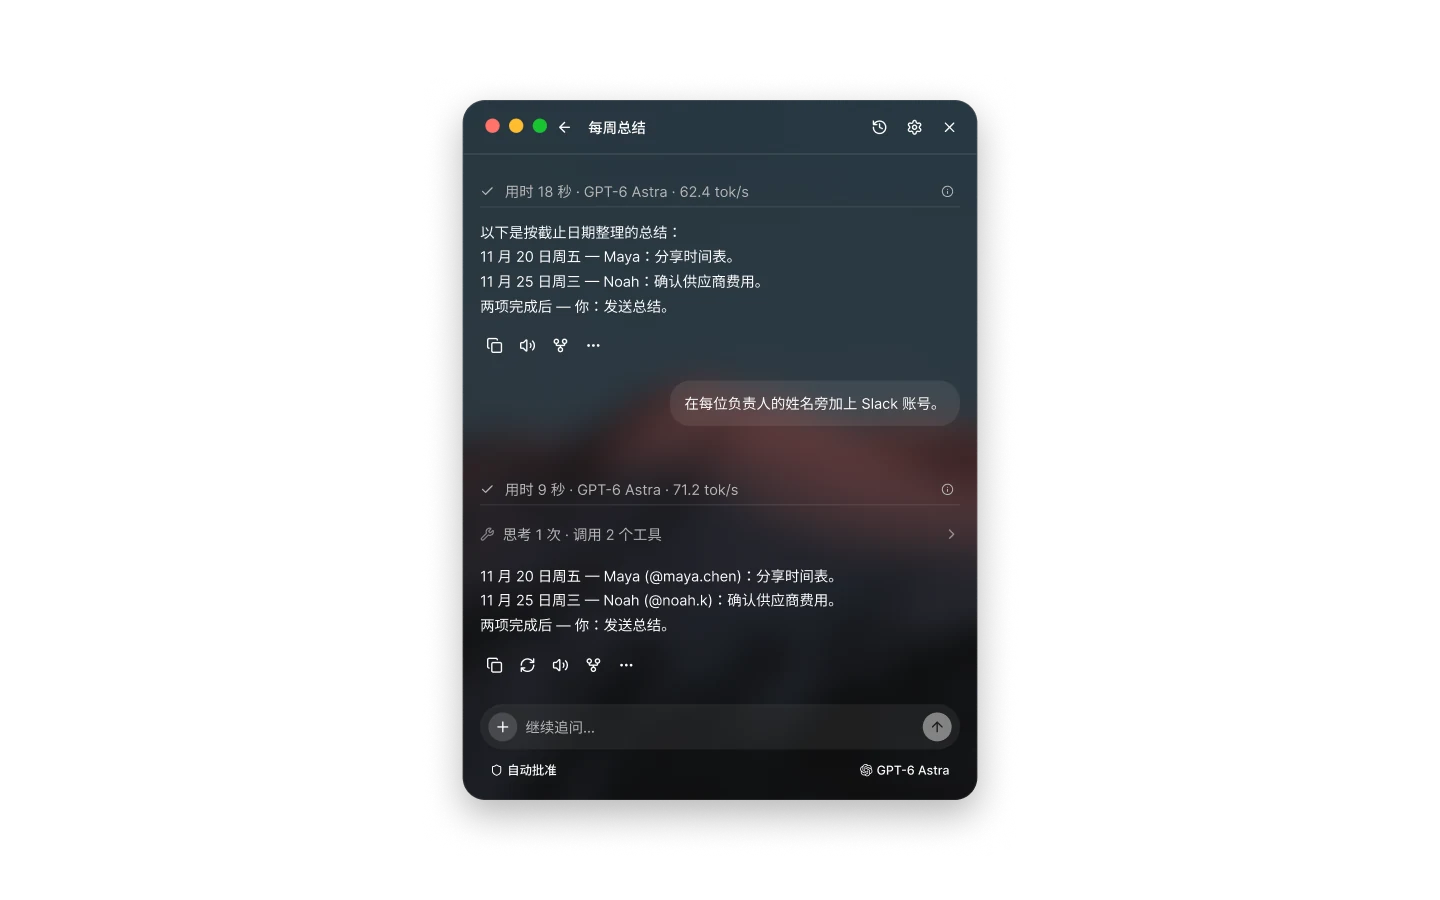 每周总结
用时 18 秒 · GPT-6 Astra · 62.4 tok/s
以下是按截止日期整理的总结：
11 月 20 日周五 — Maya：分享时间表。
11 月 25 日周三 — Noah：确认供应商费用。
两项完成后 — 你：发送总结。
在每位负责人的姓名旁加上 Slack 账号。
用时 9 秒 · GPT-6 Astra · 71.2 tok/s
思考 1 次 · 调用 2 个工具
11 月 20 日周五 — Maya (@maya.chen)：分享时间表。
11 月 25 日周三 — Noah (@noah.k)：确认供应商费用。
两项完成后 — 你：发送总结。
继续追问...
自动批准
GPT-6 Astra